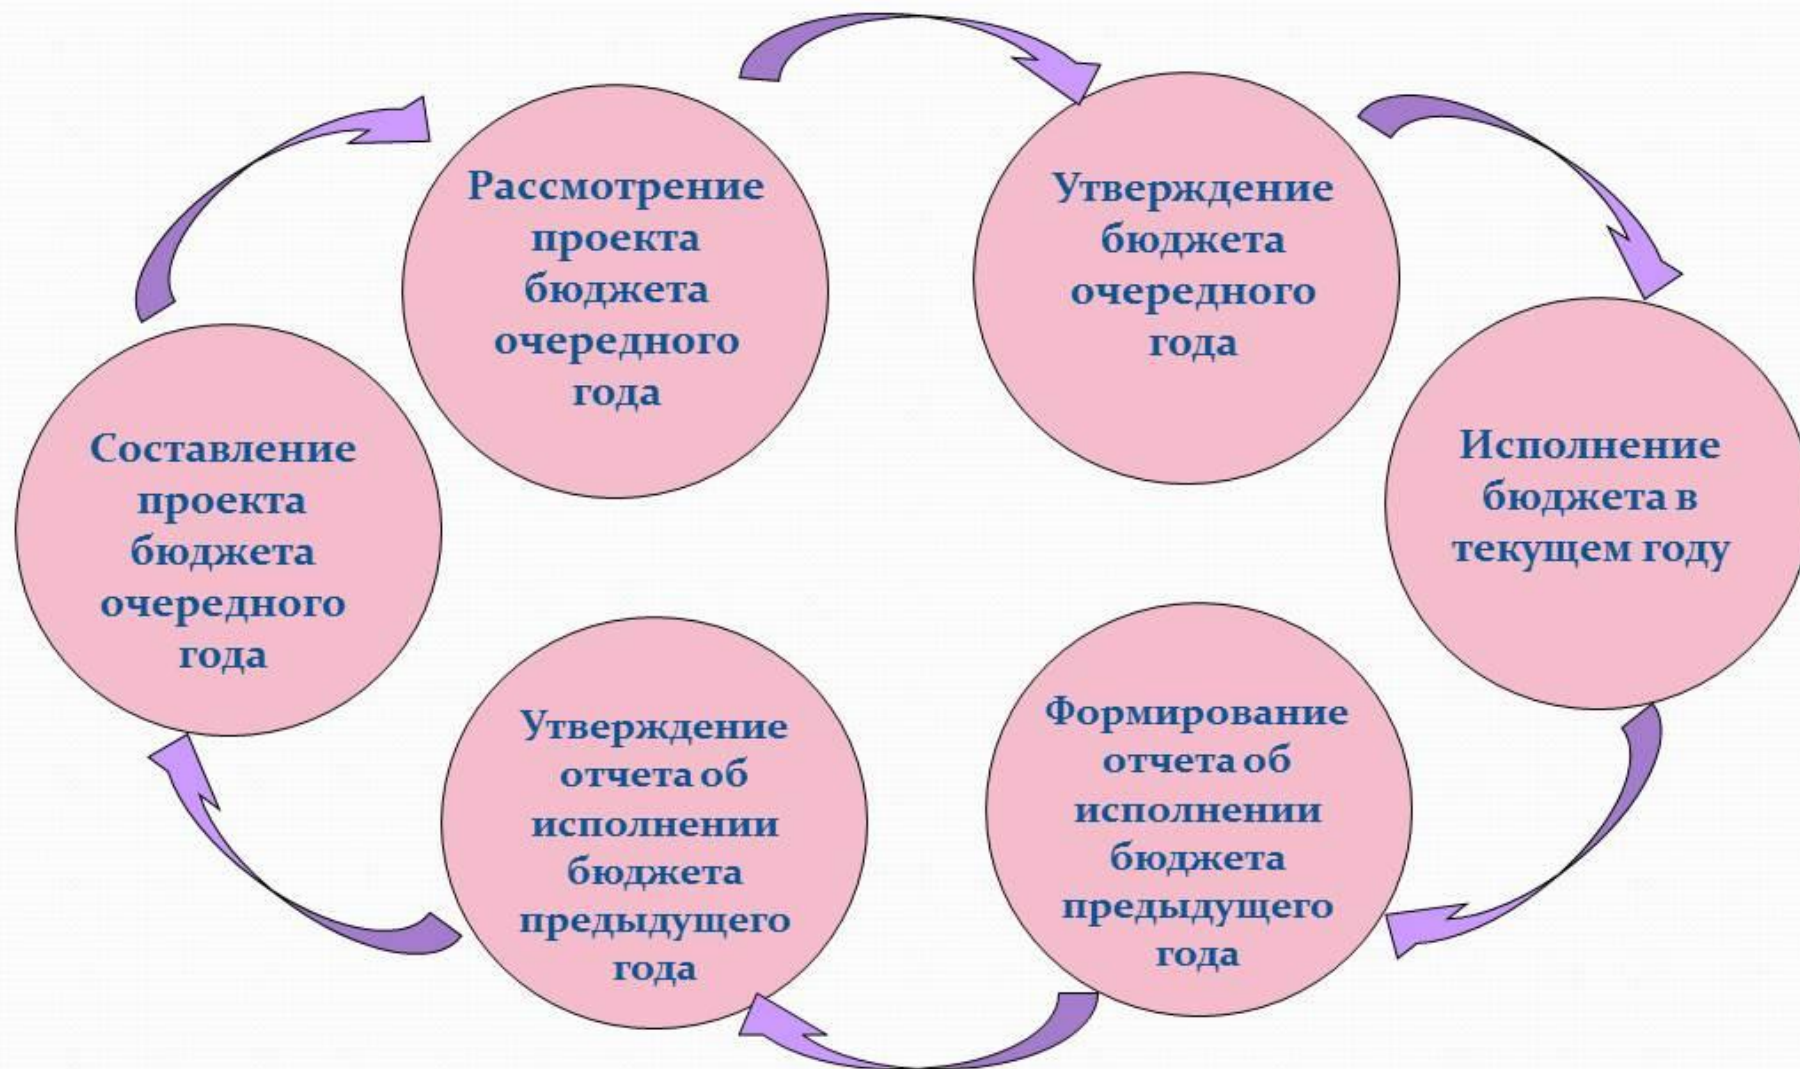 Рассмотрение
проекта
бюджета
очередного
года
Утверждение
бюджета
очередного
года
Исполнение
бюджета в
текущем году
Составление
проекта
бюджета
очередного
года
Утверждение
отчета об
исполнении
бюджета
предыдущего
года
Формирование
отчета об
исполнении
бюджета
предыдущего
года